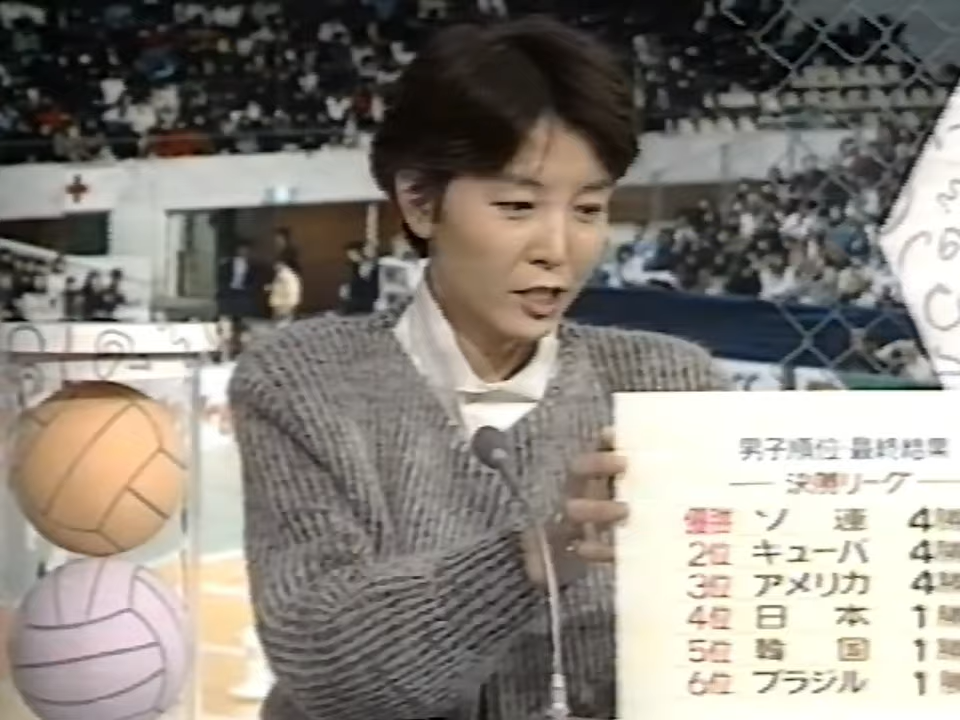 男子順位・最終結果
決勝リーグ
優勝 ソ連 4勝
2位 キューバ 4勝
3位 アメリカ 4勝
4位 日本 1勝
5位 韓国 1勝
6位 ブラジル 1勝